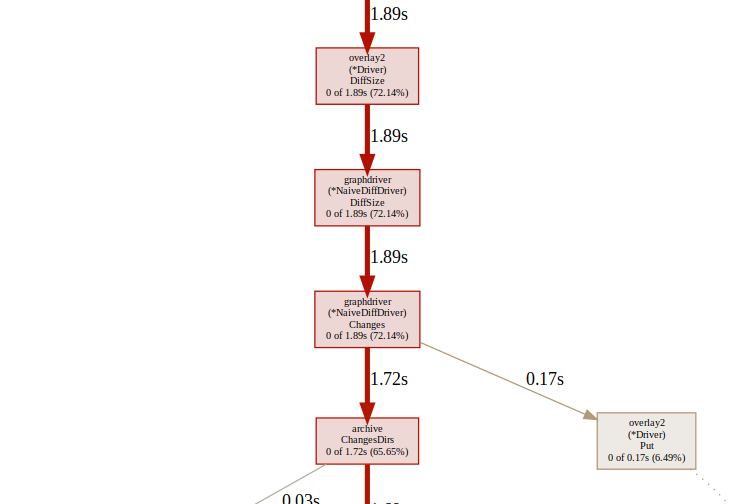 1.89s
overlay2
(*Driver)
DiffSize
0 of 1.89s (72.14%)
1.89s
graphdriver
(*NaiveDiffDriver)
DiffSize
0 of 1.89s (72.14%)
1.89s
graphdriver
(*NaiveDiffDriver)
Changes
0 of 1.89s (72.14%)
1.72s
0.17s
archive
ChangesDirs
0 of 1.72s (65.65%)
overlay2
(*Driver)
Put
0 of 0.17s (6.49%)
0.03s